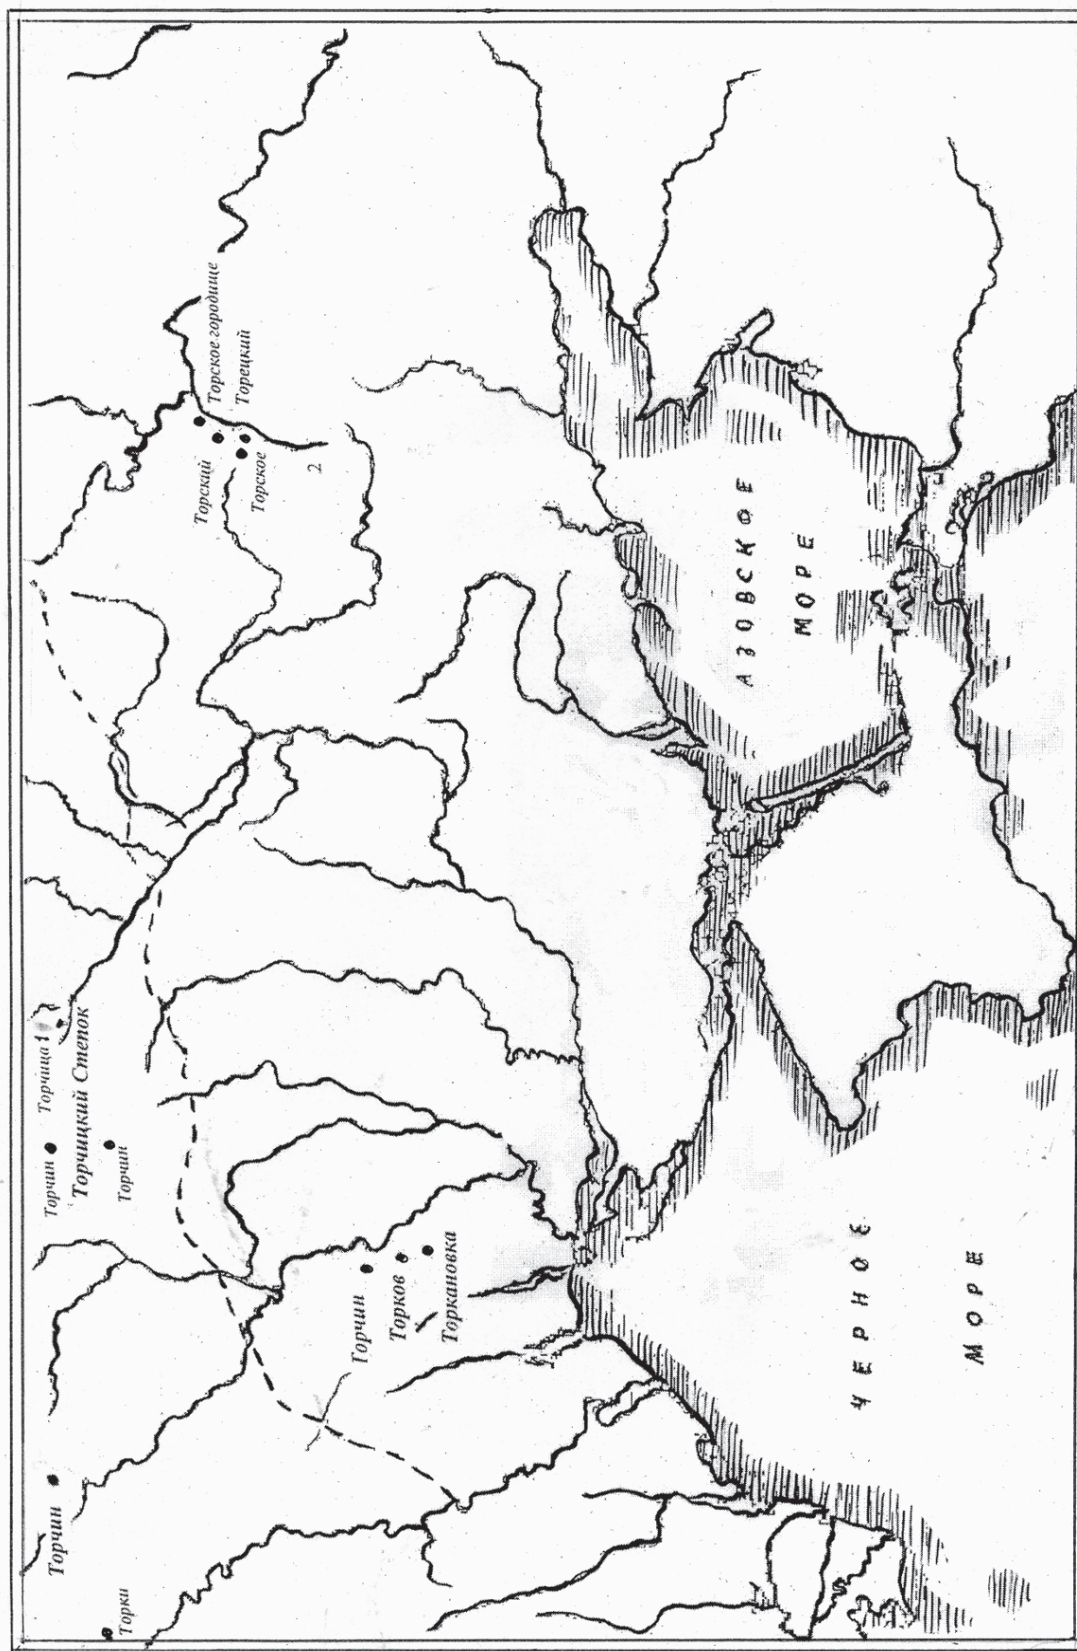 Торки
Торчин
Торчин
Торчица 1
Торчицкий Степок
Торчин
Горчин
Торков
Торкановка
Торское городище
Торецкий
Торский
Торское
2
АЗОВСКОЕ
МОРЕ
ЧЕРНОЕ
МОРЕ